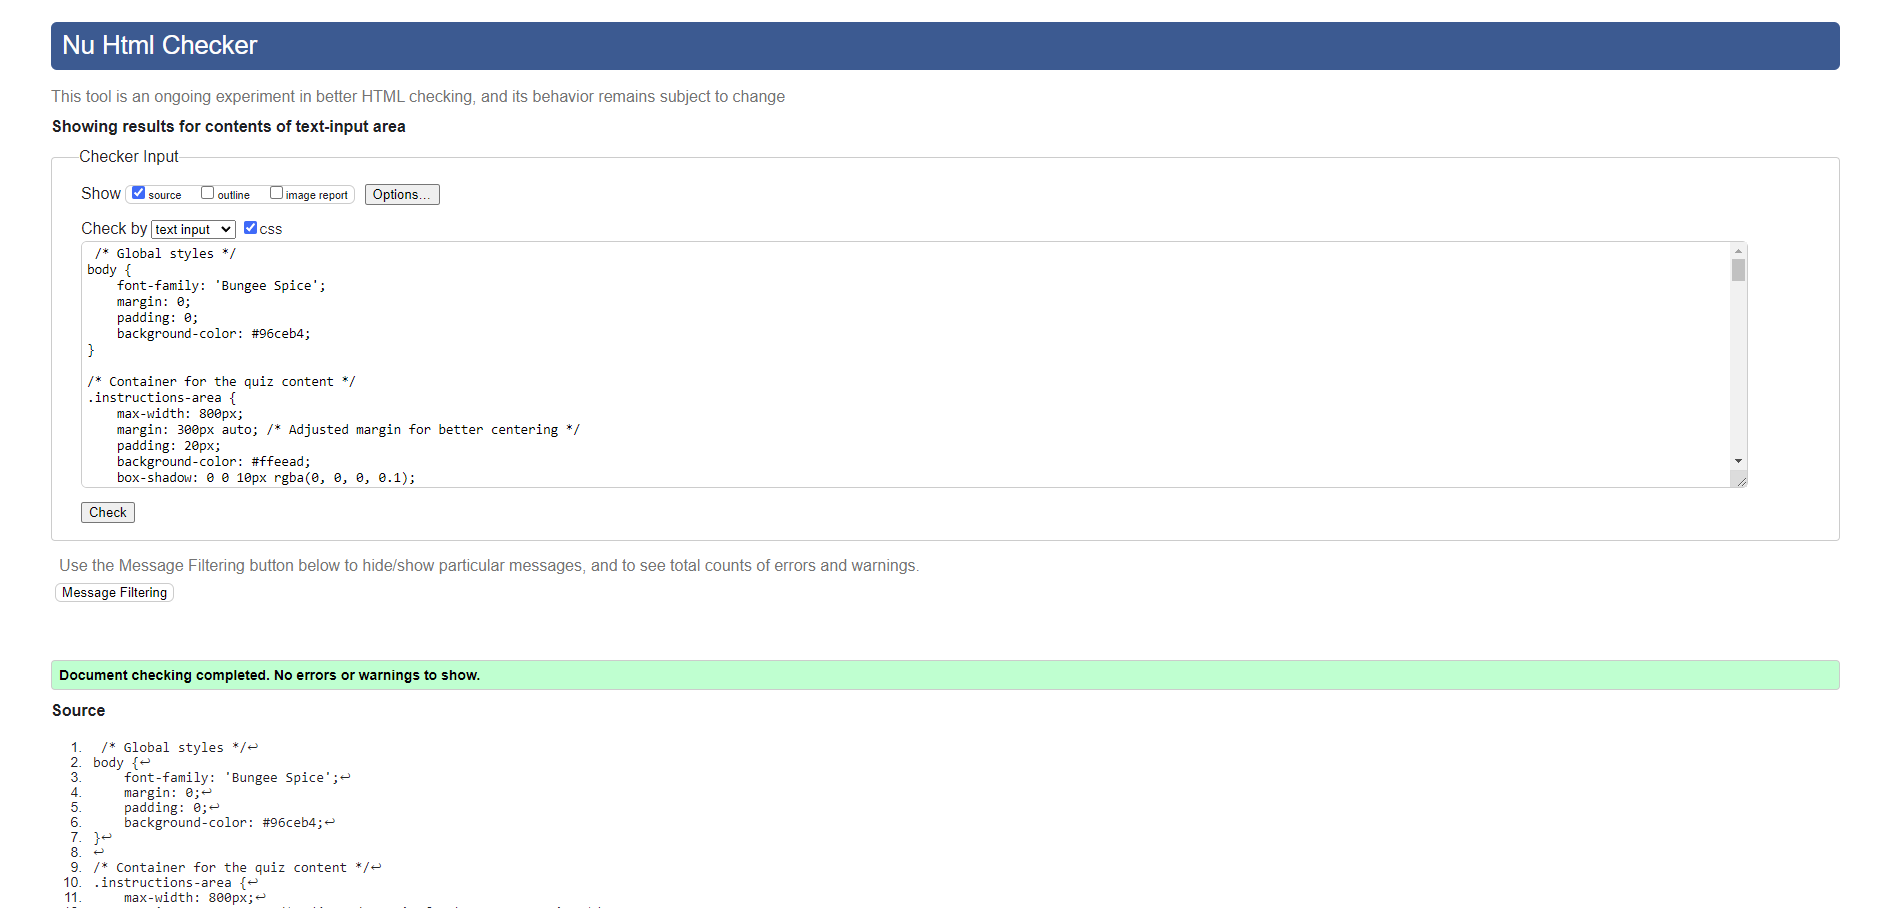 Nu Html Checker
This tool is an ongoing experiment in better HTML checking, and its behavior remains subject to change
Showing results for contents of text-input area
Checker Input
Show source outline image report Options...
Check by text input css
/* Global styles */
body {
font-family: 'Bungee Spice';
margin: 0;
padding: 0;
background-color: #96ceb4;
}
/* Container for the quiz content */
.instructions-area {
max-width: 800px;
margin: 300px auto; /* Adjusted margin for better centering */
padding: 20px;
background-color: #ffeead;
box-shadow: 0 0 10px rgba(0, 0, 0, 0.1);
Check
Use the Message Filtering button below to hide/show particular messages, and to see total counts of errors and warnings.
Message Filtering
Document checking completed. No errors or warnings to show.
Source
1. /* Global styles */↩
2. body {↩
3. font-family: 'Bungee Spice';↩
4. margin: 0;↩
5. padding: 0;↩
6. background-color: #96ceb4;↩
7. }↩
8. ↩
9. /* Container for the quiz content */↩
10. .instructions-area {↩
11. max-width: 800px;↩